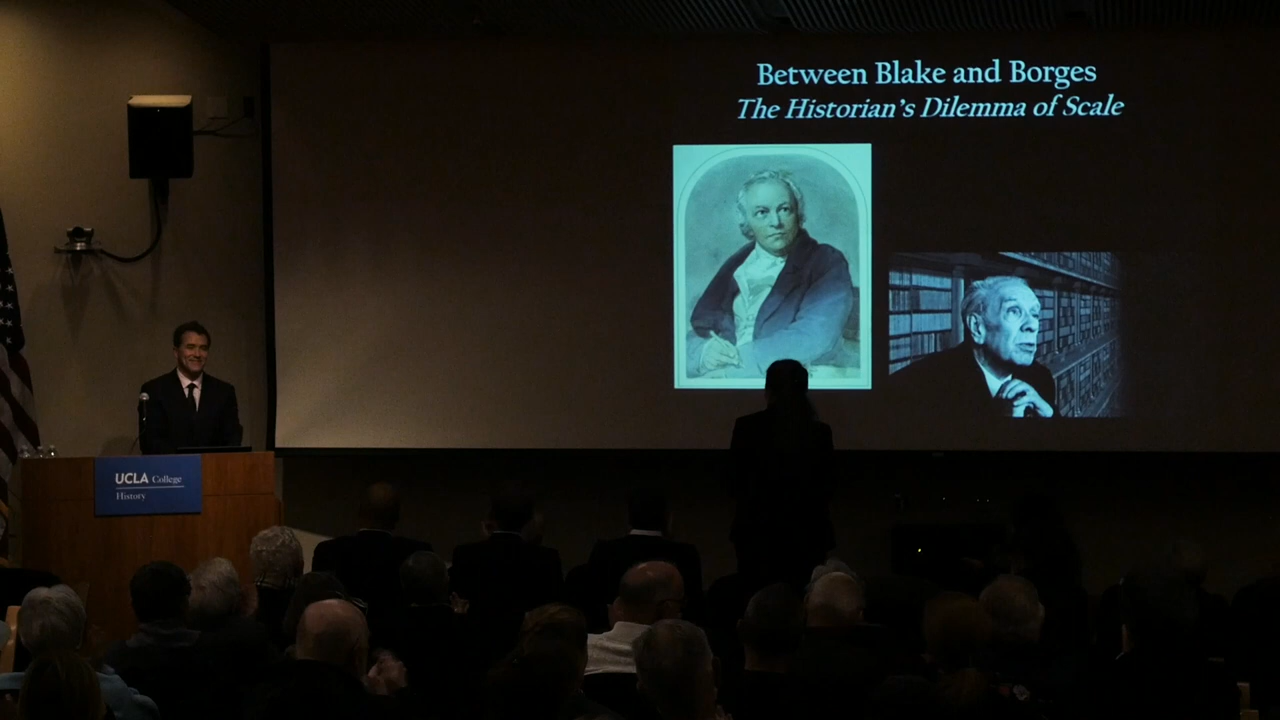 Between Blake and Borges
The Historian's Dilemma of Scale
UCLA College
History